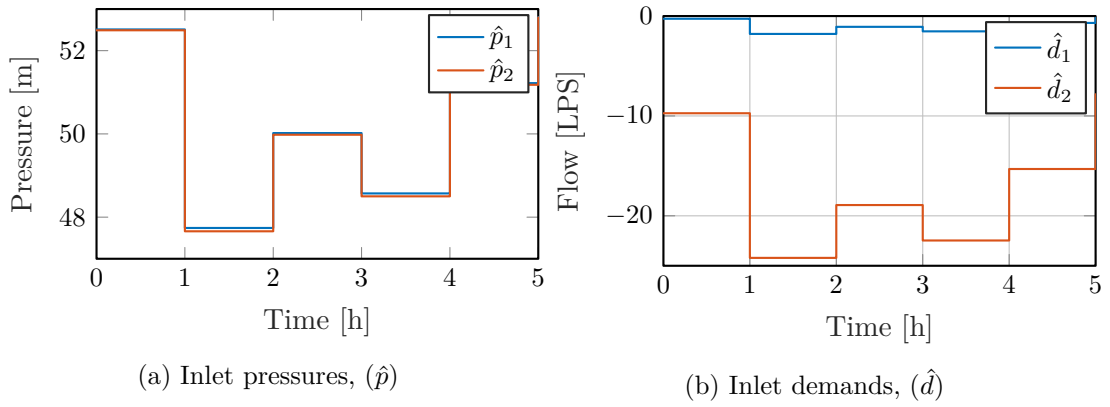 52
50
48
Pressure [m]
p̂₁
p̂₂
0 1 2 3 4 5
Time [h]
(a) Inlet pressures, (p̂)
0
−10
−20
Flow [LPS]
d̂₁
d̂₂
0 1 2 3 4 5
Time [h]
(b) Inlet demands, (d̂)